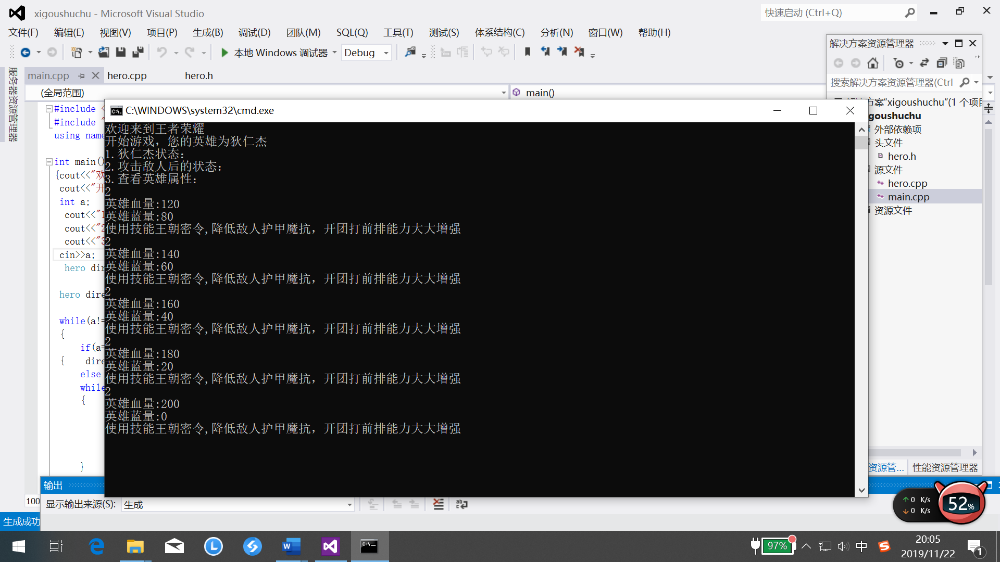 xigoushuchu - Microsoft Visual Studio
快速启动 (Ctrl+Q)
文件(F) 编辑(E) 视图(V) 项目(P) 生成(B) 调试(D) 团队(M) SQL(Q) 工具(T) 测试(S) 体系结构(C) 分析(N) 窗口(W) 帮助(H)
本地 Windows 调试器 Debug
解决方案资源管理器
服务器资源管理器
main.cpp hero.cpp hero.h
搜索解决方案资源管理器(Ctrl
(全局范围) main()
解决方案"xigoushuchu"(1 个项目
goushuchu
外部依赖项
头文件
hero.h
源文件
hero.cpp
main.cpp
资源文件
#include <
#include "
using name
int main()
{cout<<"欢
cout<<"开
int a;
cout<<"1
cout<<"2
cout<<"3
cin>>a;
hero dir
hero dire
while(a!=
{
if(a=
{ dire
else
while
{
}
C:\WINDOWS\system32\cmd.exe
欢迎来到王者荣耀
开始游戏，您的英雄为狄仁杰
1.狄仁杰状态：
2.攻击敌人后的状态：
3.查看英雄属性：
2
英雄血量:120
英雄蓝量:80
使用技能王朝密令,降低敌人护甲魔抗，开团打前排能力大大增强
2
英雄血量:140
英雄蓝量:60
使用技能王朝密令,降低敌人护甲魔抗，开团打前排能力大大增强
2
英雄血量:160
英雄蓝量:40
使用技能王朝密令,降低敌人护甲魔抗，开团打前排能力大大增强
2
英雄血量:180
英雄蓝量:20
使用技能王朝密令,降低敌人护甲魔抗，开团打前排能力大大增强
2
英雄血量:200
英雄蓝量:0
使用技能王朝密令,降低敌人护甲魔抗，开团打前排能力大大增强
资源管... 性能资源管理器
输出
100
显示输出来源(S): 生成
生成成功
↑ 0 K/s
↓ 0 K/s
52%
97%
中
20:05
2019/11/22
1